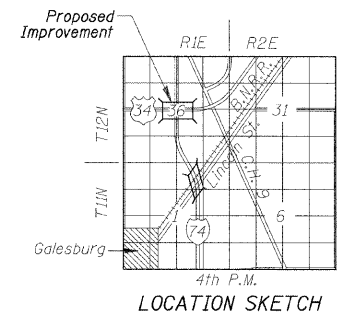 Proposed
Improvement
R1E R2E
T12N
34
36
31
B.N.R.R.
Lincoln St.
C.H. 9
T11N
1
6
74
Galesburg
4th P.M.
LOCATION SKETCH